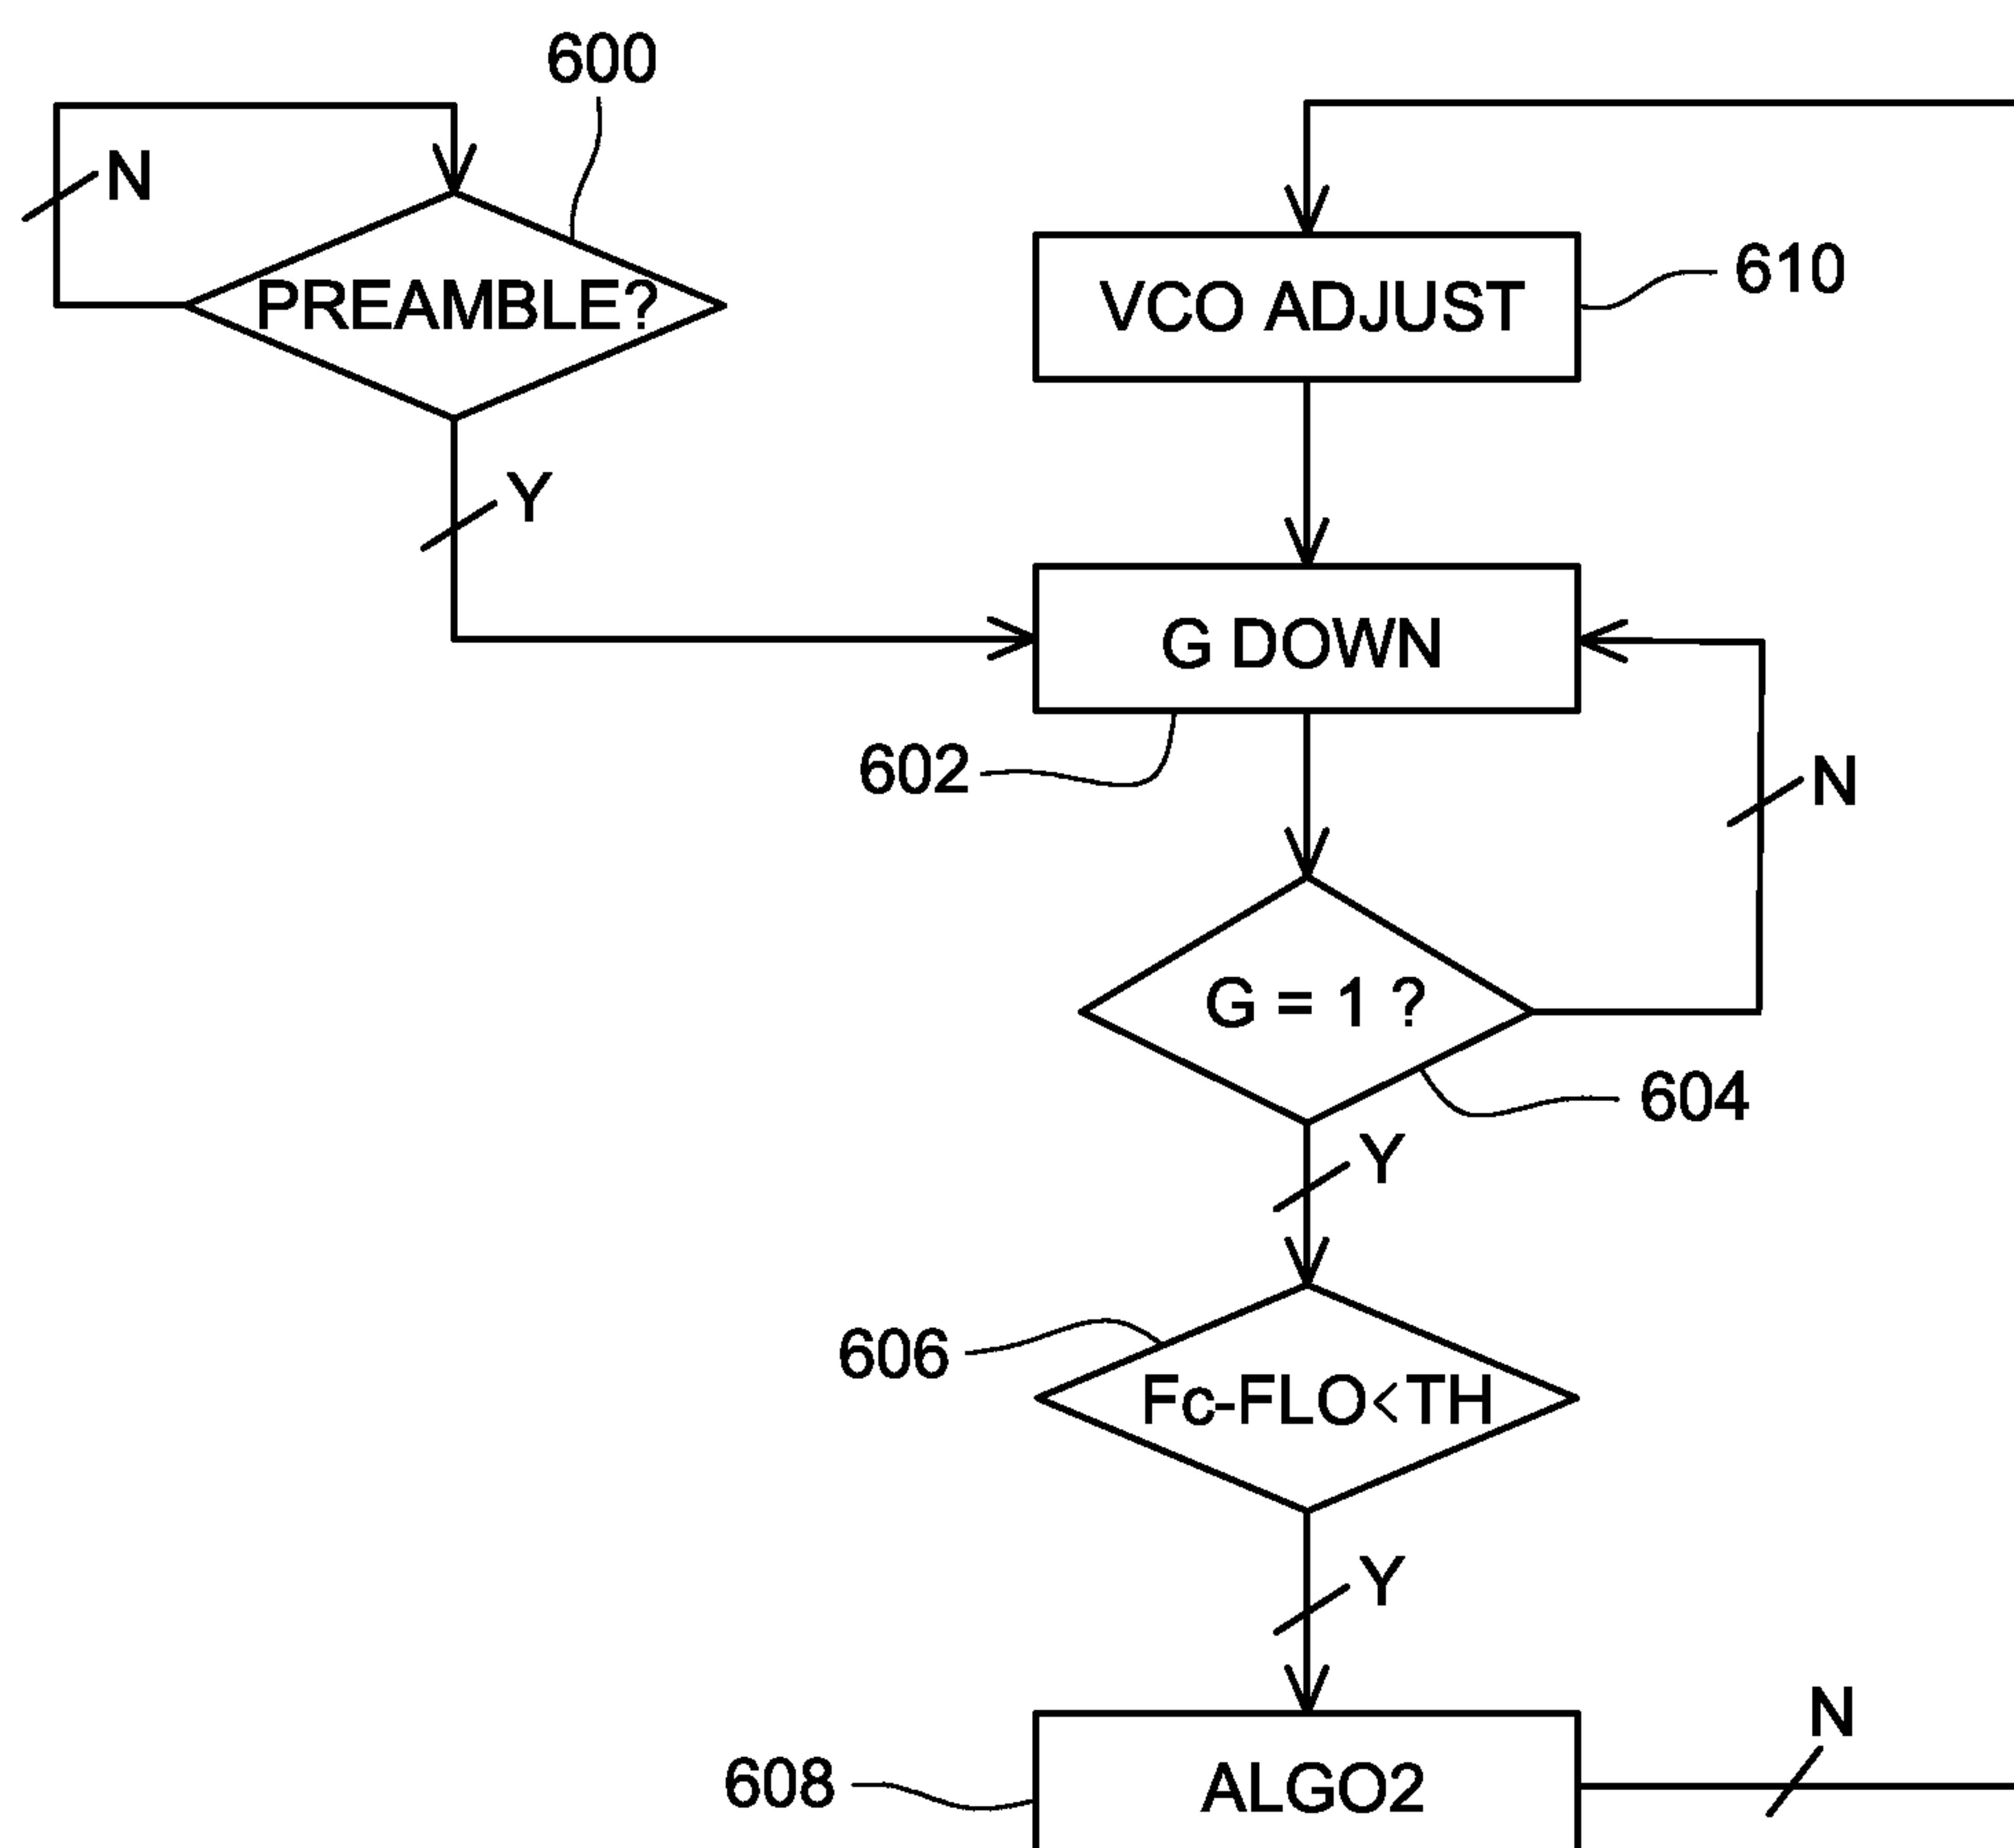 600
N
PREAMBLE?
VCO ADJUST
610
Y
G DOWN
602
N
G = 1 ?
604
Y
606
Fc-FLO<TH
Y
N
608
ALGO2